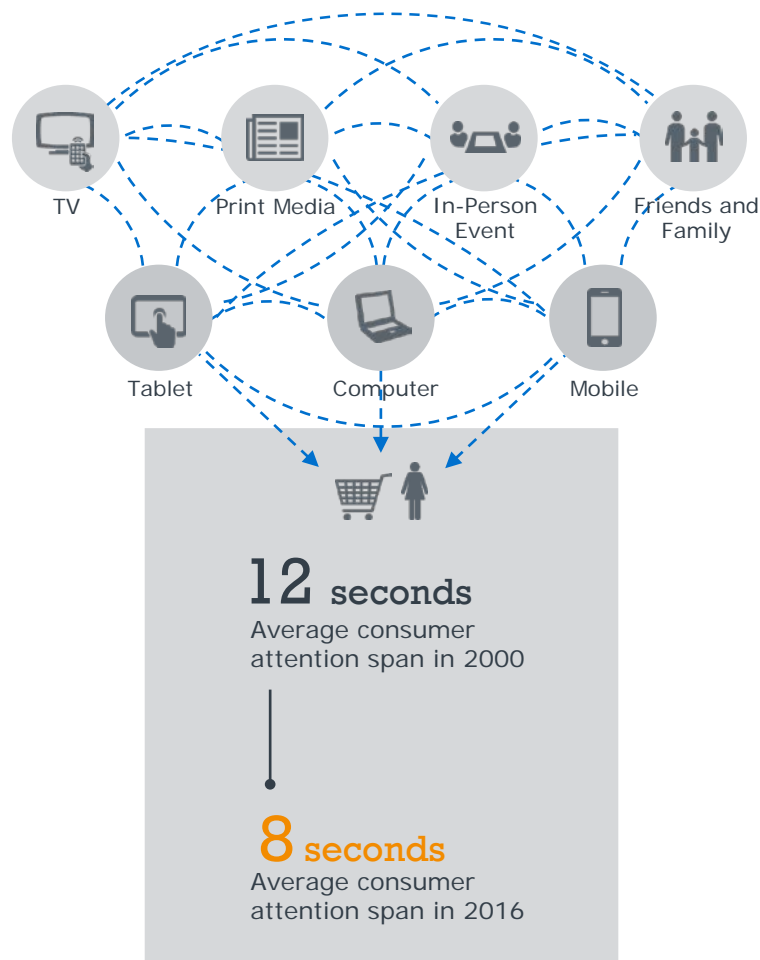 TV
Print Media
In-Person
Event
Friends and
Family
Tablet
Computer
Mobile
12 seconds
Average consumer
attention span in 2000
8 seconds
Average consumer
attention span in 2016